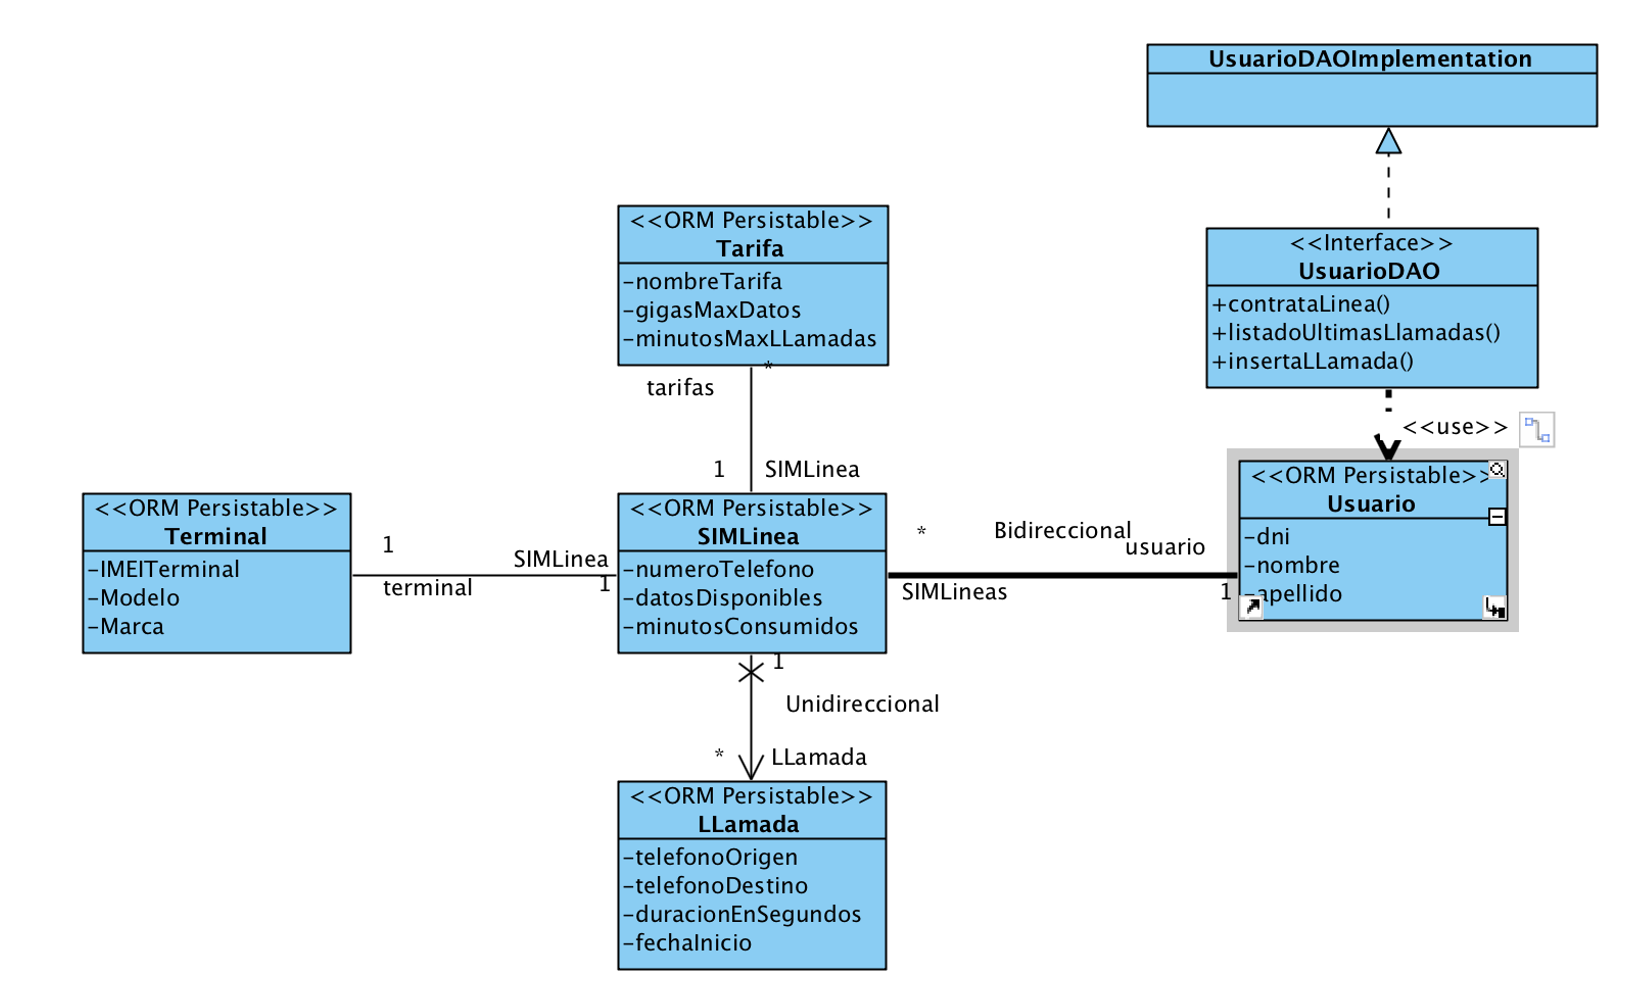 UsuarioDAOImplementation
<<ORM Persistable>>
Tarifa
-nombreTarifa
-gigasMaxDatos
-minutosMaxLLamadas
*
tarifas
1
SIMLinea
<<Interface>>
UsuarioDAO
+contrataLinea()
+listadoUltimasLlamadas()
+insertaLLamada()
<<use>>
<<ORM Persistable>>
Terminal
-IMEITerminal
-Modelo
-Marca
1
terminal
SIMLinea
1
<<ORM Persistable>>
SIMLinea
-numeroTelefono
-datosDisponibles
-minutosConsumidos
*
SIMLineas
Bidireccional
usuario
1
<<ORM Persistable>>
Usuario
-dni
-nombre
-apellido
1
Unidireccional
*
LLamada
<<ORM Persistable>>
LLamada
-telefonoOrigen
-telefonoDestino
-duracionEnSegundos
-fechaInicio